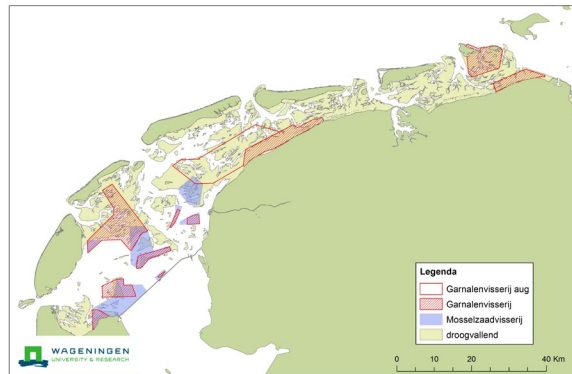 Legenda
Garnalenvisserij aug
Garnalenvisserij
Mosselzaadvisserij
droogvallend
WAGENINGEN
UNIVERSITY & RESEARCH
0 10 20 40 Km